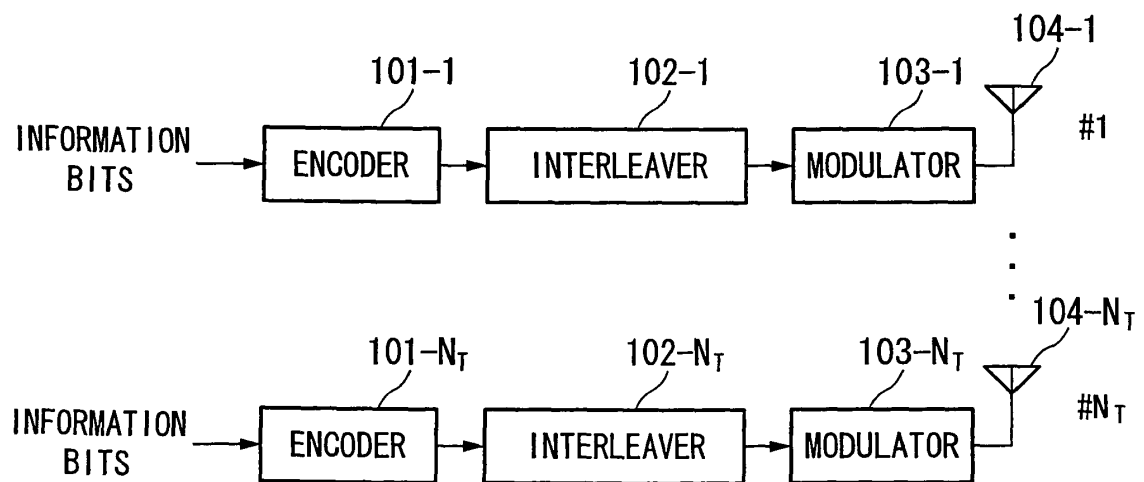 104-1
101-1 102-1 103-1
#1
INFORMATION BITS
ENCODER INTERLEAVER MODULATOR
104-N_T
101-N_T 102-N_T 103-N_T
#N_T
INFORMATION BITS
ENCODER INTERLEAVER MODULATOR